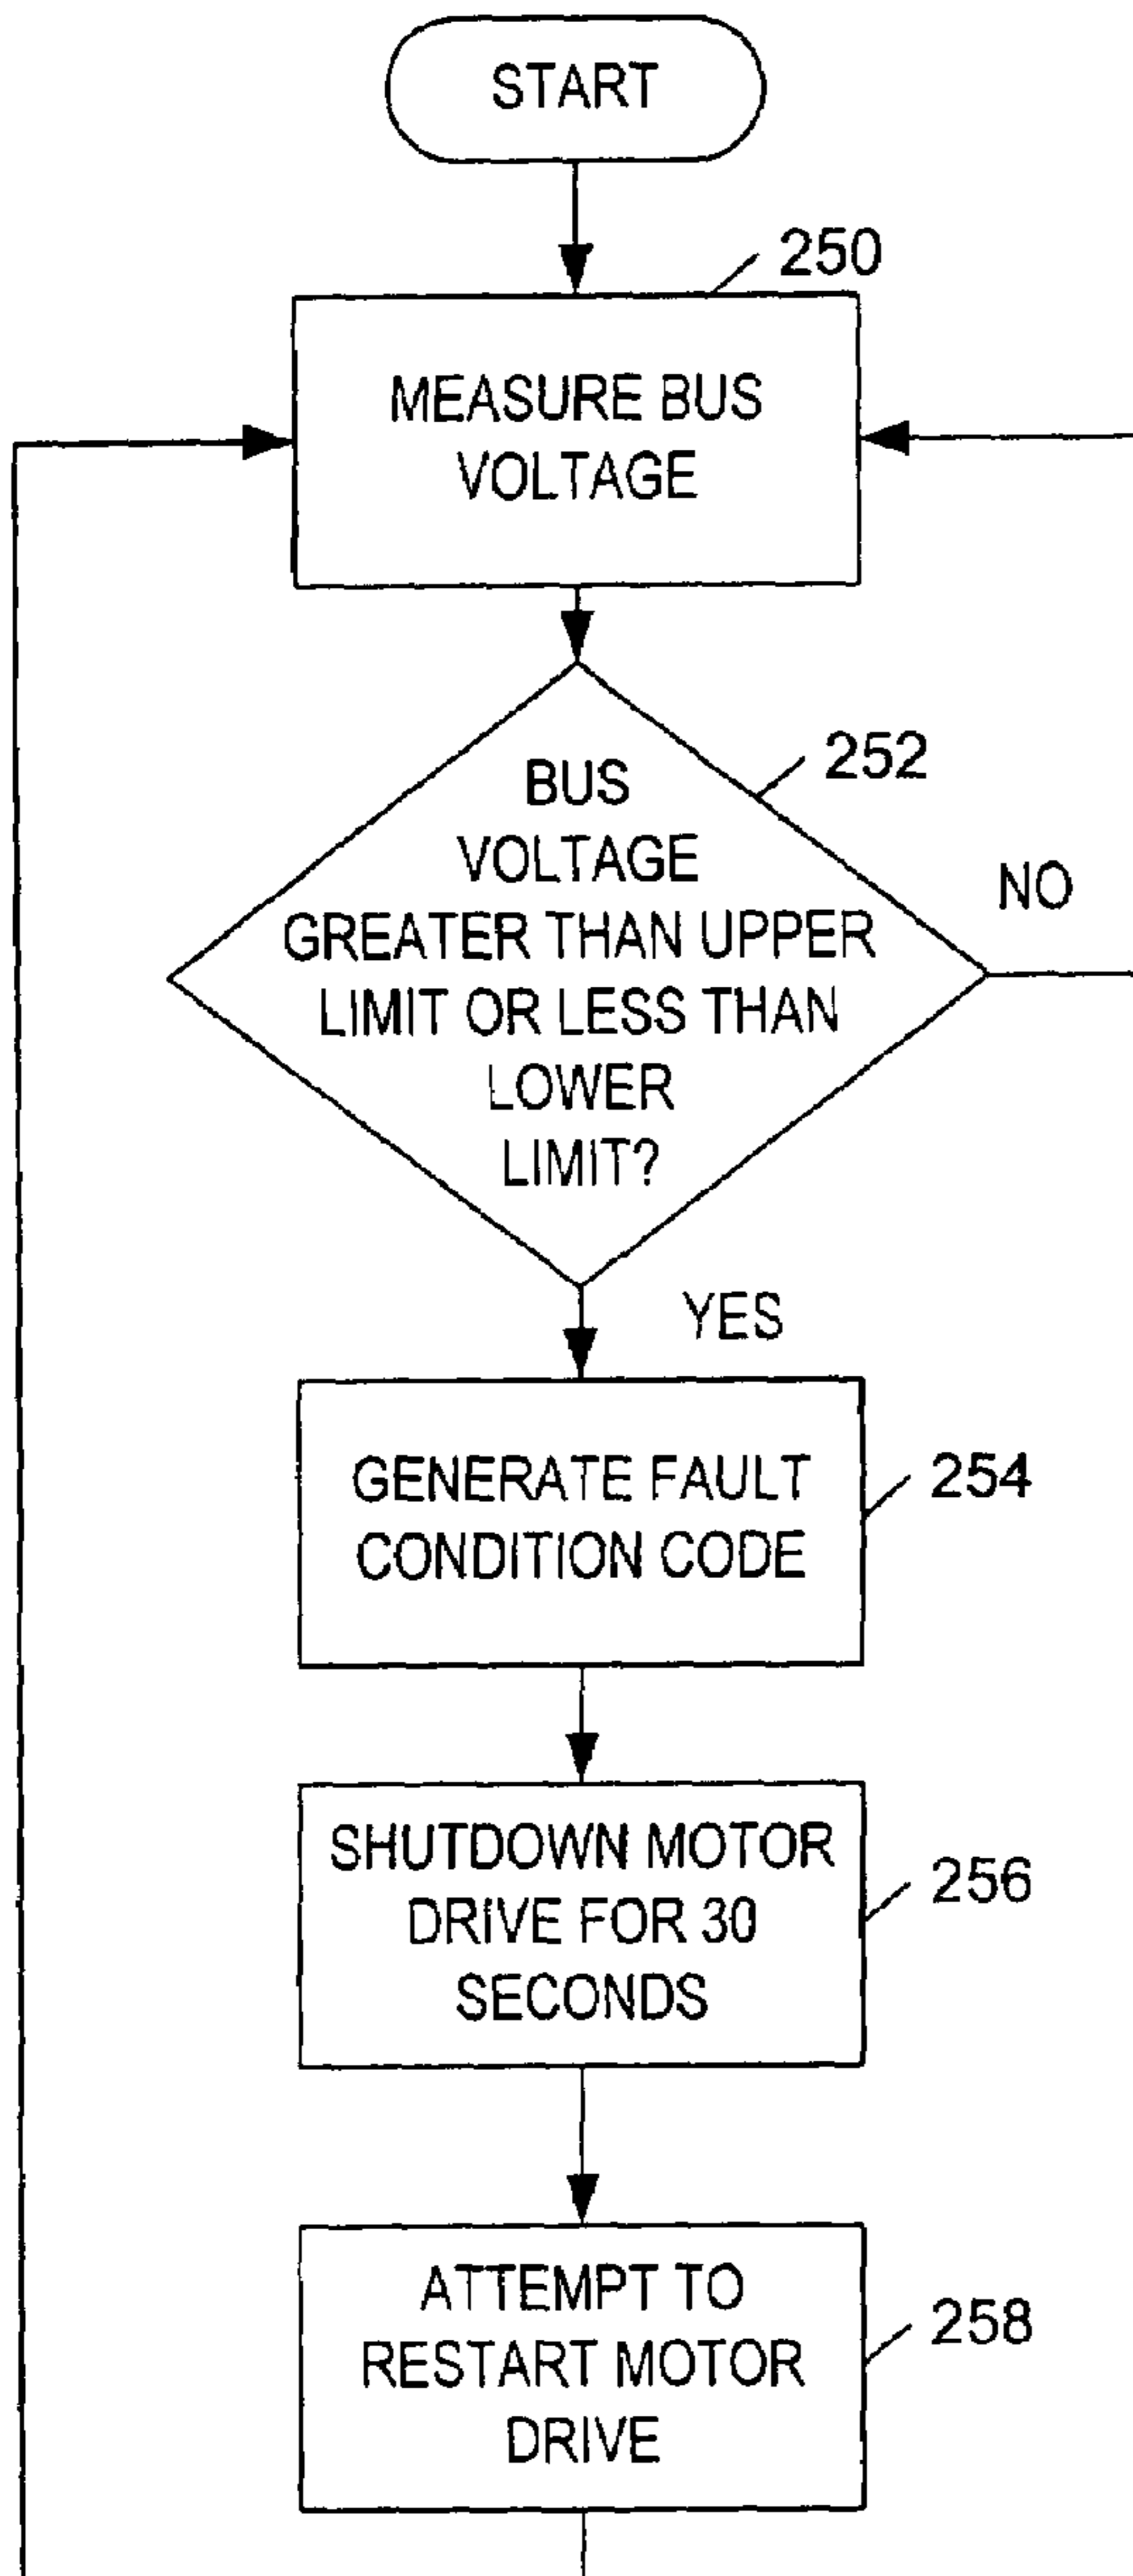 START
250
MEASURE BUS
VOLTAGE
252
BUS
VOLTAGE
GREATER THAN UPPER
LIMIT OR LESS THAN
LOWER
LIMIT?
NO
YES
GENERATE FAULT
CONDITION CODE
254
SHUTDOWN MOTOR
DRIVE FOR 30
SECONDS
256
ATTEMPT TO
RESTART MOTOR
DRIVE
258